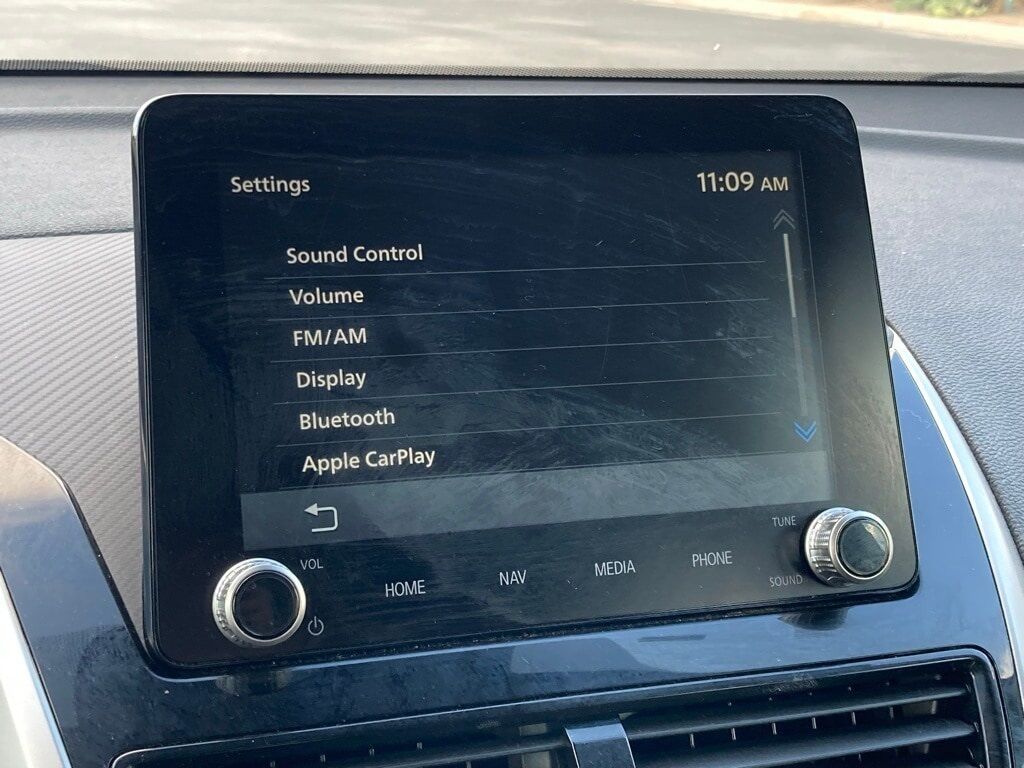 Settings
11:09 AM
Sound Control
Volume
FM/AM
Display
Bluetooth
Apple CarPlay
VOL
HOME
NAV
MEDIA
PHONE
TUNE
SOUND